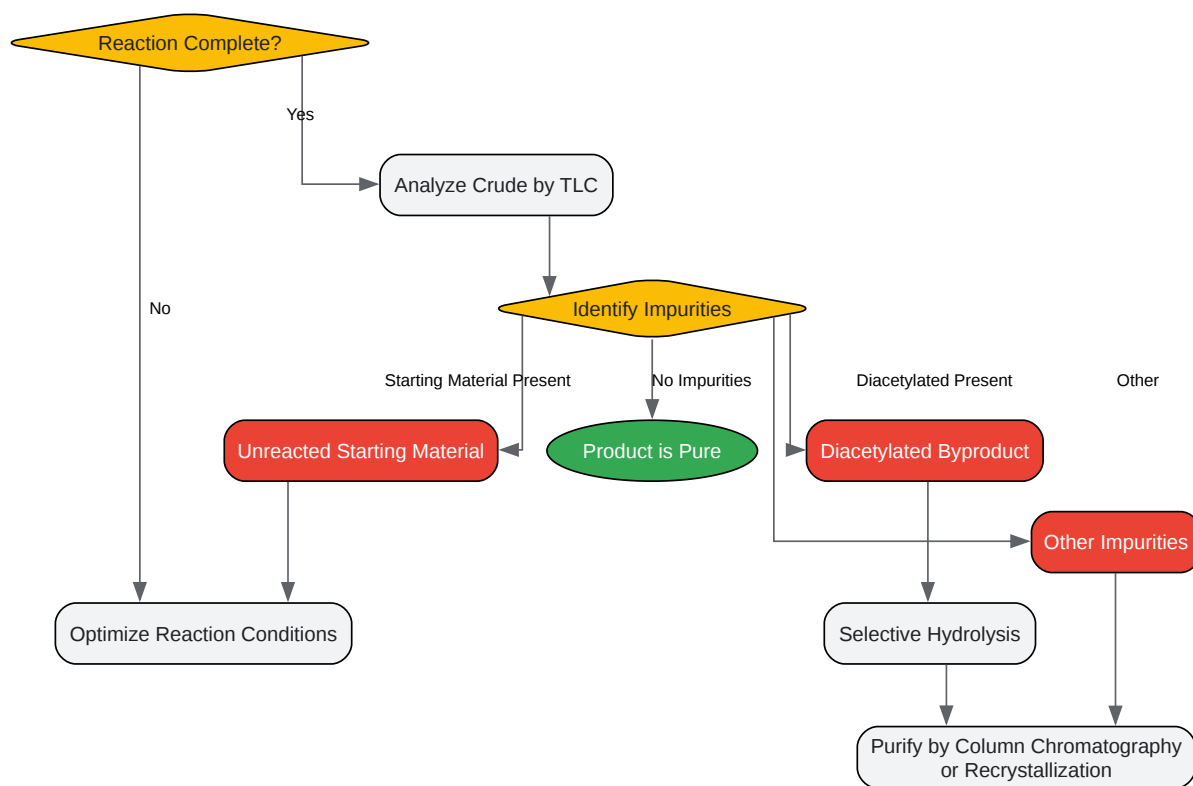 Reaction Complete?
Yes
Analyze Crude by TLC
No
Identify Impurities
Starting Material Present
No Impurities
Diacetylated Present
Other
Unreacted Starting Material
Product is Pure
Diacetylated Byproduct
Other Impurities
Optimize Reaction Conditions
Selective Hydrolysis
Purify by Column Chromatography
or Recrystallization